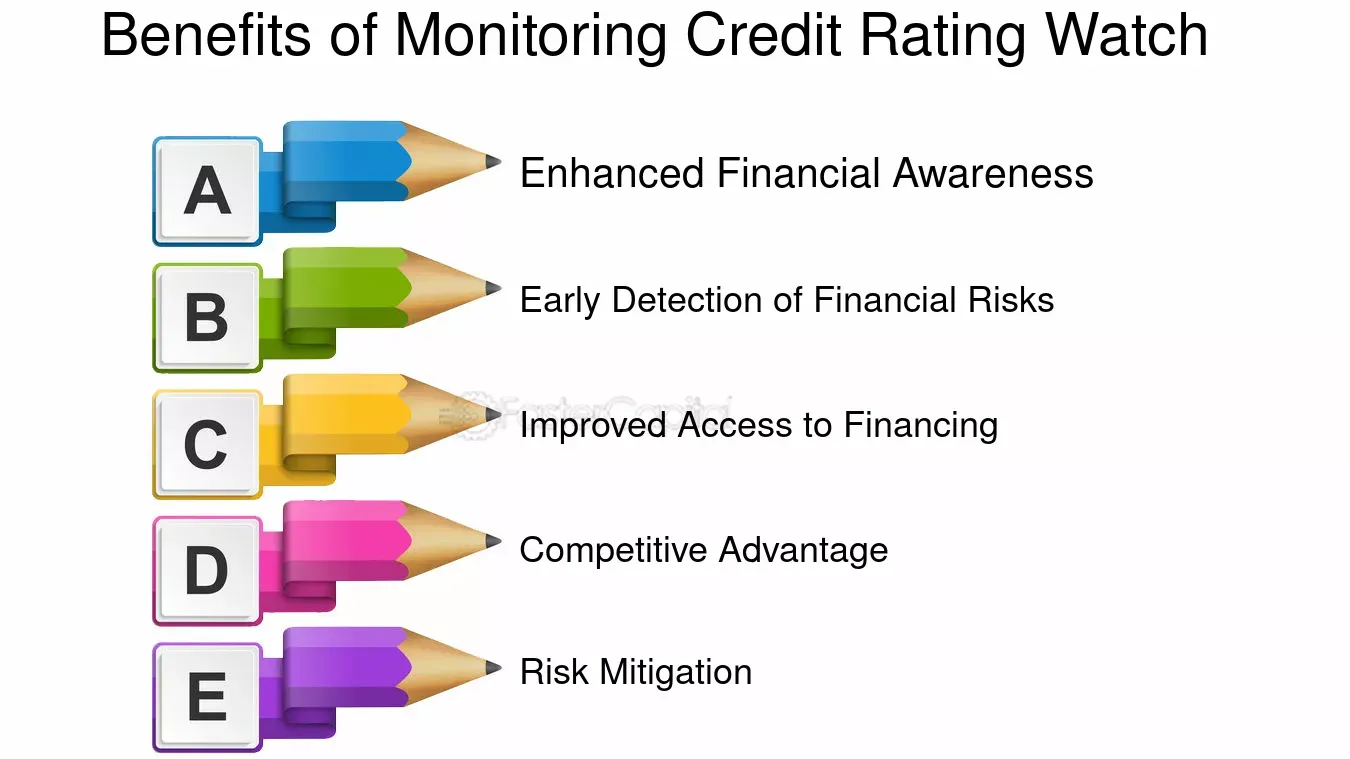 Benefits of Monitoring Credit Rating Watch
A
Enhanced Financial Awareness
B
Early Detection of Financial Risks
FasterCapital
C
Improved Access to Financing
D
Competitive Advantage
E
Risk Mitigation